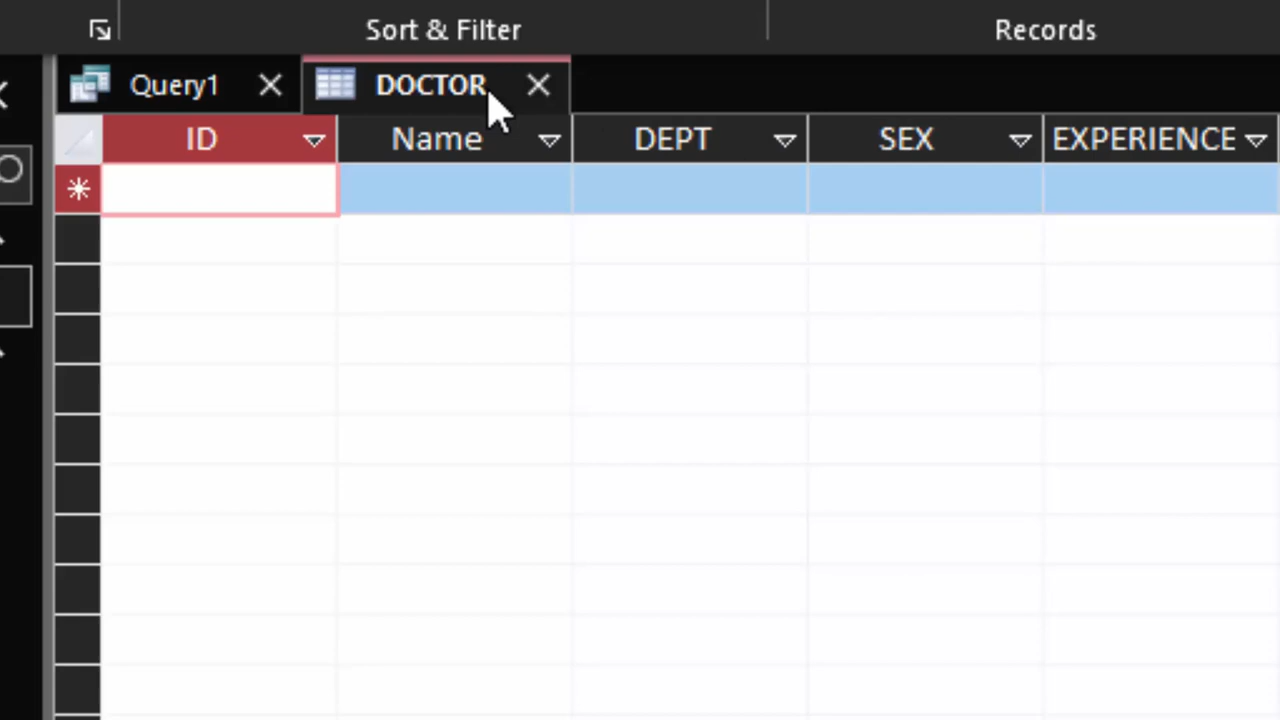 Sort & Filter Records
Query1 DOCTOR
ID Name DEPT SEX EXPERIENCE